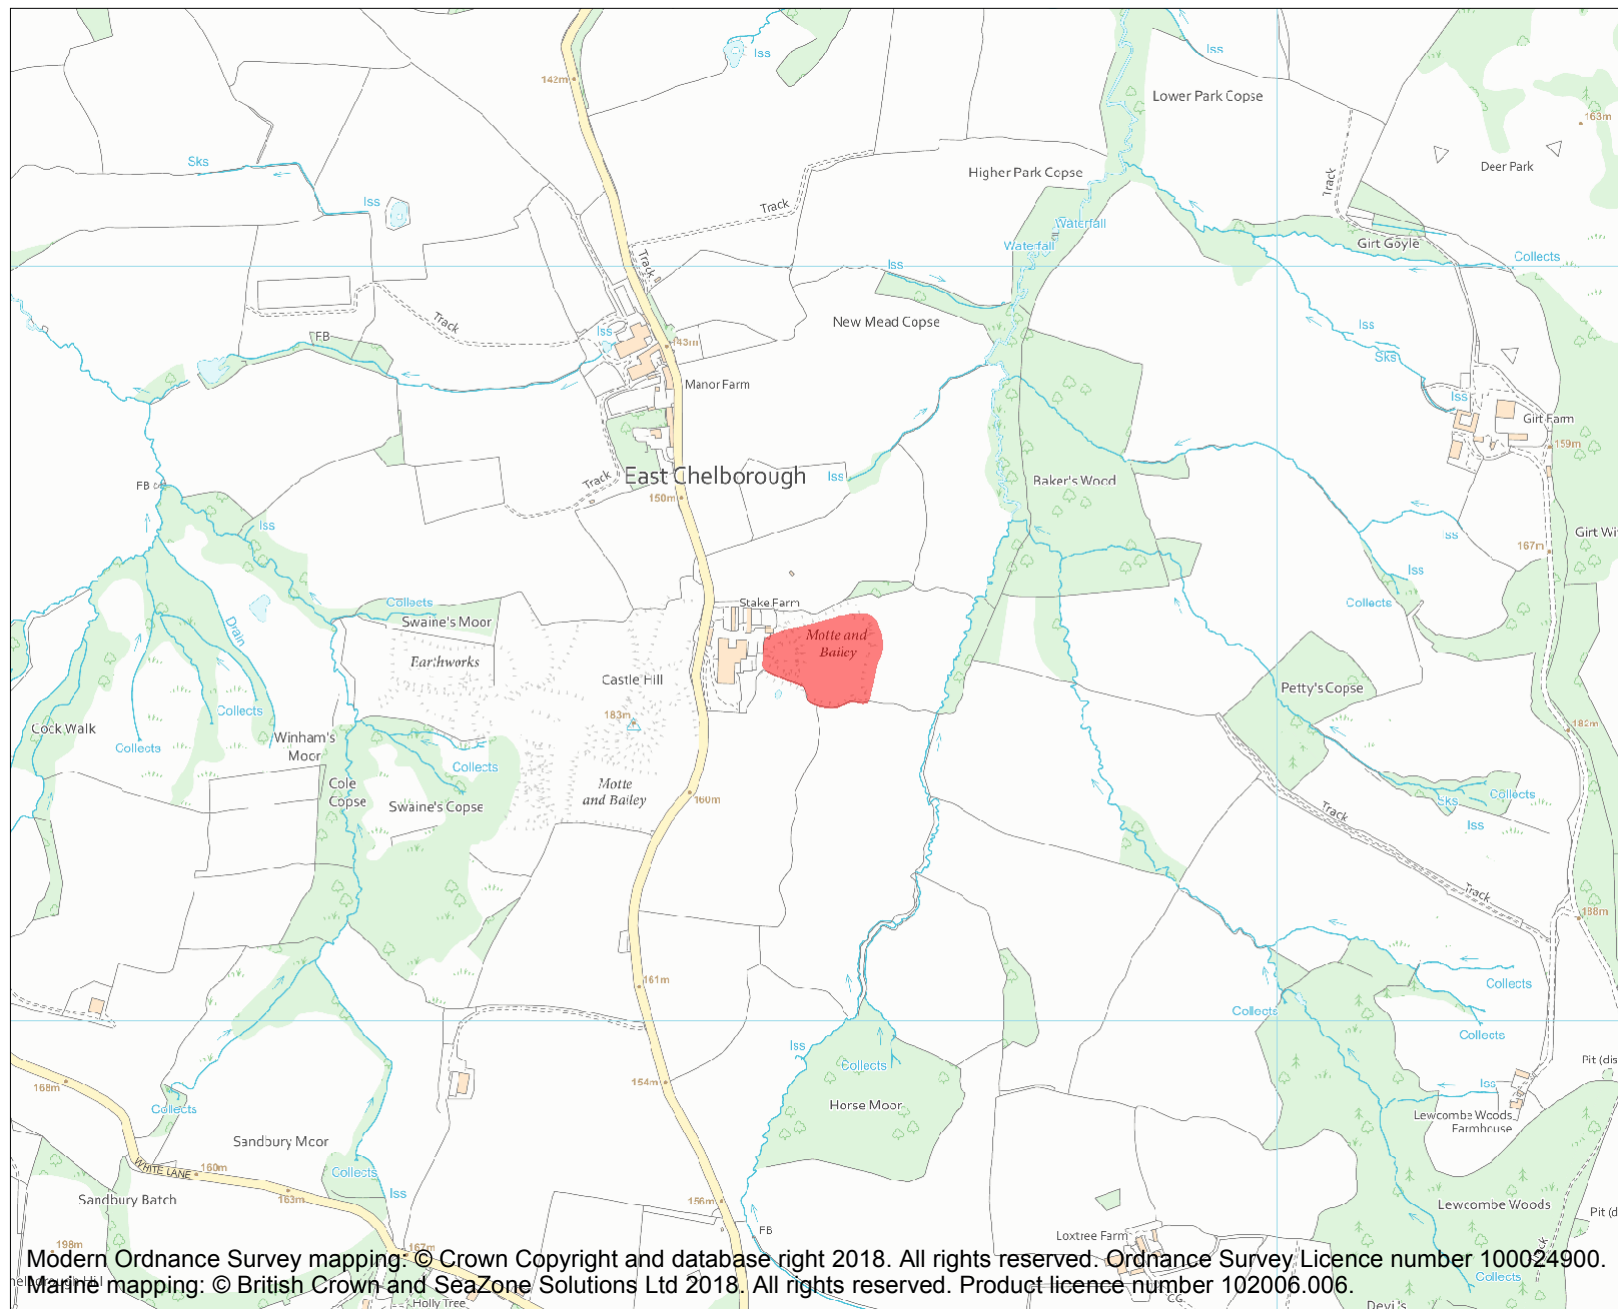 142m
Iss
Iss
Lower Park Copse
163m
Deer Park
Sks
Iss
Higher Park Copse
Track
Track
Waterfall
Waterfall
Girt Goyle
Collects
Track
Iss
FB
Track
Iss
New Mead Copse
Iss
143m
Sks
Manor Farm
Iss
Girt Farm
159m
East Chelborough
Iss
Track
Baker's Wood
FB
150m
Iss
167m
Iss
Collects
Collects
Stake Farm
Swaine's Moor
Drain
Motte and
Bailey
Earthworks
Castle Hill
Petty's Copse
Collects
183m
182m
Cock Walk
Winham's
Moor
Collects
Collects
Cole
Copse
Motte
and Bailey
Swaine's Copse
160m
Collects
Sks
Iss
Track
Track
188m
161m
Collects
Collects
Collects
Iss
Collects
154m
168m
Iss
Collects
Horse Moor
Lewcombe Woods
Farmhouse
Sandbury Moor
WHITE LANE
160m
Collects
Iss
Sandbury Batch
163m
156m
Lewcombe Woods
FB
Loxtree Farm
198m
167m
Track
Modern Ordnance Survey mapping: © Crown Copyright and database right 2018. All rights reserved. Ordnance Survey Licence number 100024900.
Marine mapping: © British Crown and SeaZone Solutions Ltd 2018. All rights reserved. Product licence number 102006.006.
Collects
Holly Tree
CG
Devil's